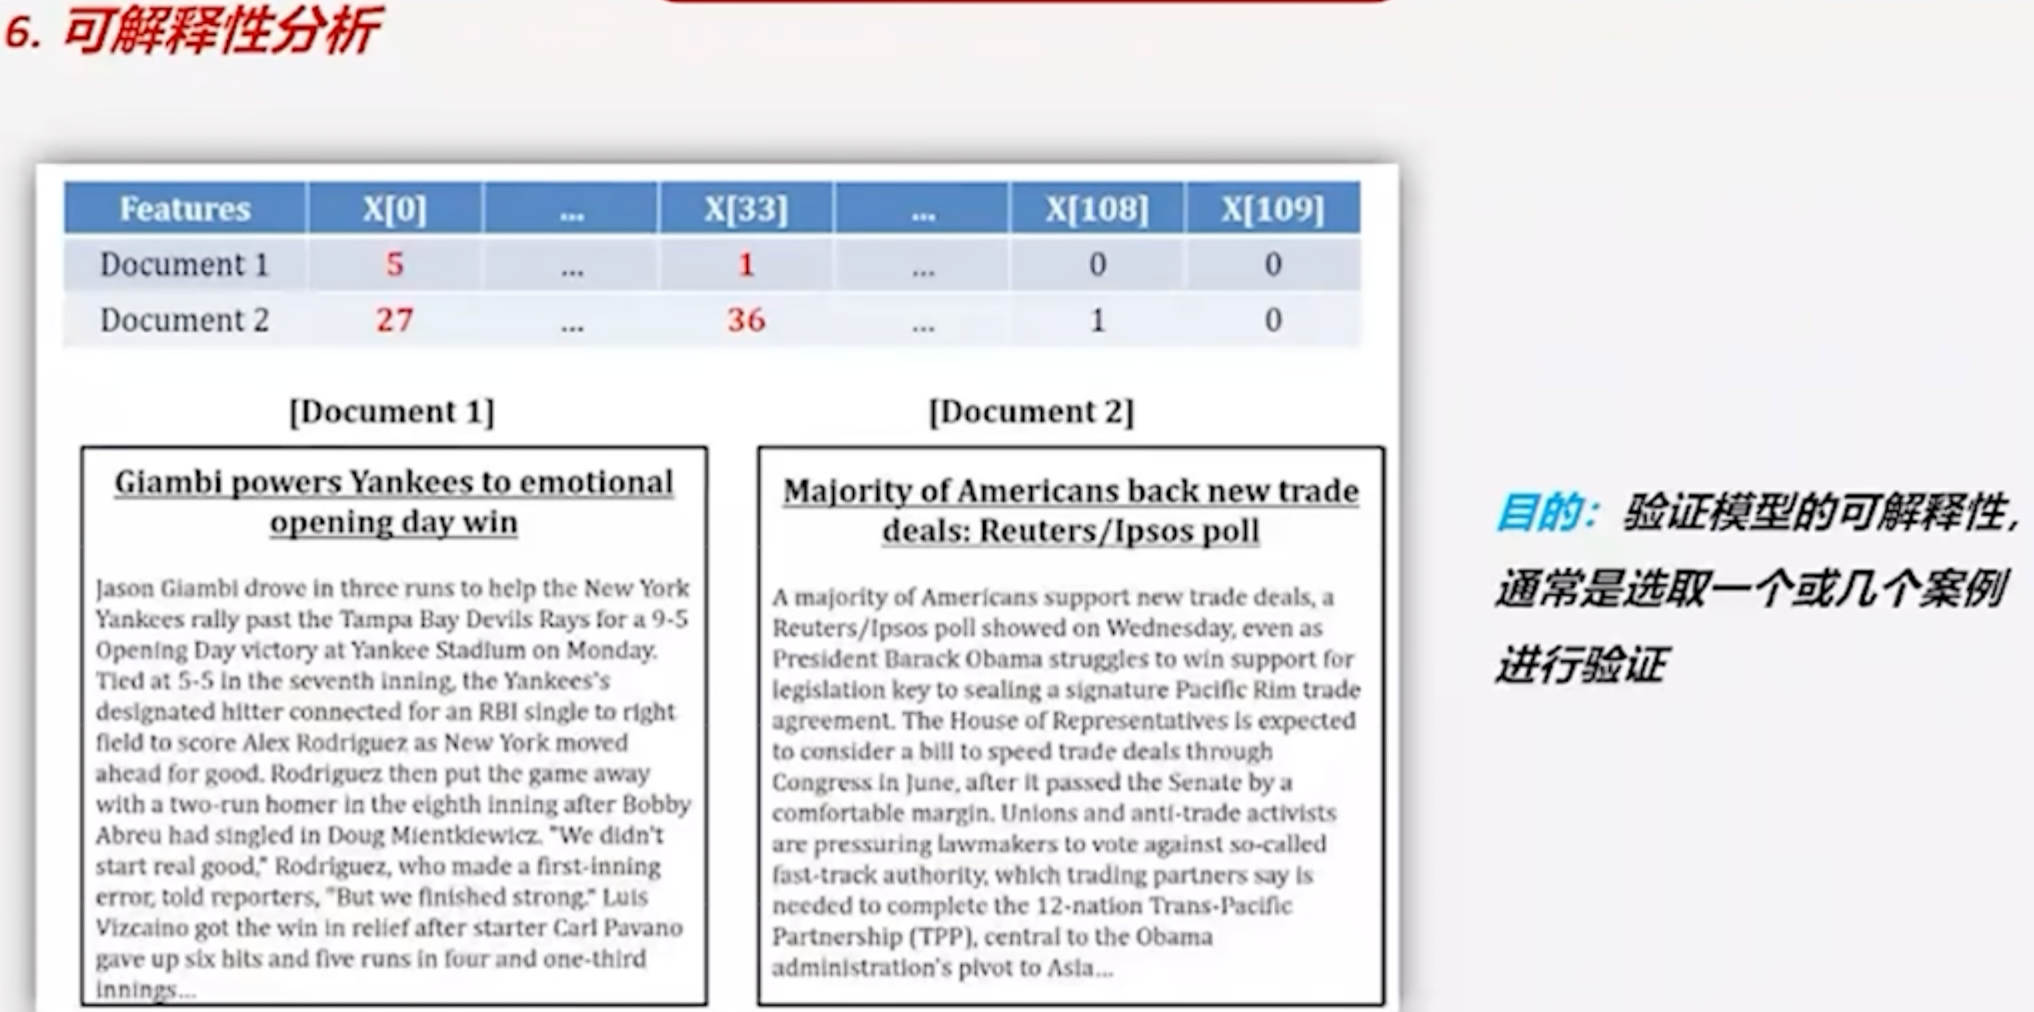 6. 可解释性分析
Features X[0] ... X[33] ... X[108] X[109]
Document 1 5 ... 1 ... 0 0
Document 2 27 ... 36 ... 1 0
[Document 1]
Giambi powers Yankees to emotional
opening day win
Jason Giambi drove in three runs to help the New York
Yankees rally past the Tampa Bay Devils Rays for a 9-5
Opening Day victory at Yankee Stadium on Monday.
Tied at 5-5 in the seventh inning, the Yankees's
designated hitter connected for an RBI single to right
field to score Alex Rodriguez as New York moved
ahead for good. Rodriguez then put the game away
with a two-run homer in the eighth inning after Bobby
Abreu had singled in Doug Mientkiewicz. "We didn't
start real good," Rodriguez, who made a first-inning
error, told reporters, "But we finished strong." Luis
Vizcaino got the win in relief after starter Carl Pavano
gave up six hits and five runs in four and one-third
innings...
[Document 2]
Majority of Americans back new trade
deals: Reuters/Ipsos poll
A majority of Americans support new trade deals, a
Reuters/Ipsos poll showed on Wednesday, even as
President Barack Obama struggles to win support for
legislation key to sealing a signature Pacific Rim trade
agreement. The House of Representatives is expected
to consider a bill to speed trade deals through
Congress in June, after it passed the Senate by a
comfortable margin. Unions and anti-trade activists
are pressuring lawmakers to vote against so-called
fast-track authority, which trading partners say is
needed to complete the 12-nation Trans-Pacific
Partnership (TPP), central to the Obama
administration's pivot to Asia...
目的：验证模型的可解释性，
通常是选取一个或几个案例
进行验证